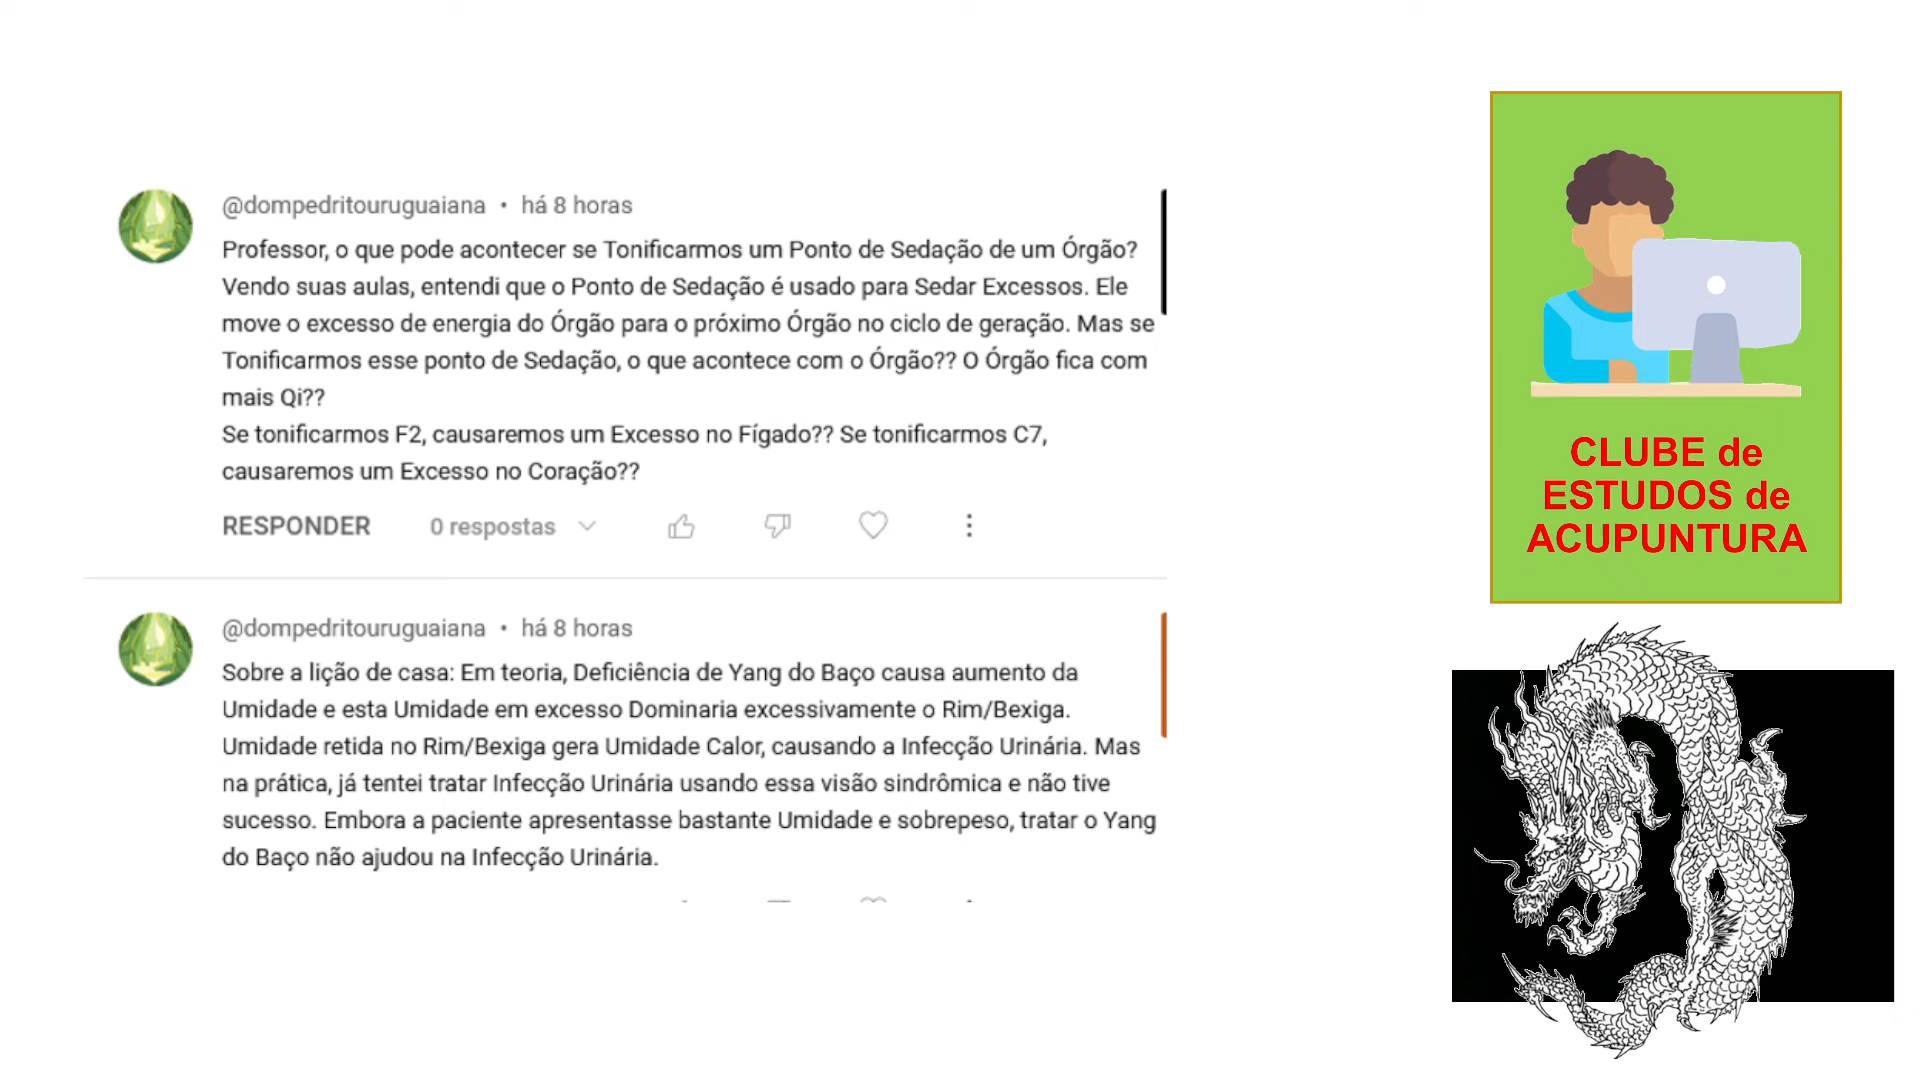 @dompedritouruguaiana • há 8 horas
Professor, o que pode acontecer se Tonificarmos um Ponto de Sedação de um Órgão?
Vendo suas aulas, entendi que o Ponto de Sedação é usado para Sedar Excessos. Ele
move o excesso de energia do Órgão para o próximo Órgão no ciclo de geração. Mas se
Tonificarmos esse ponto de Sedação, o que acontece com o Órgão?? O Órgão fica com
mais Qi??
Se tonificarmos F2, causaremos um Excesso no Fígado?? Se tonificarmos C7,
causaremos um Excesso no Coração??
RESPONDER 0 respostas
@dompedritouruguaiana • há 8 horas
Sobre a lição de casa: Em teoria, Deficiência de Yang do Baço causa aumento da
Umidade e esta Umidade em excesso Dominaria excessivamente o Rim/Bexiga.
Umidade retida no Rim/Bexiga gera Umidade Calor, causando a Infecção Urinária. Mas
na prática, já tentei tratar Infecção Urinária usando essa visão sindrômica e não tive
sucesso. Embora a paciente apresentasse bastante Umidade e sobrepeso, tratar o Yang
do Baço não ajudou na Infecção Urinária.
CLUBE de
ESTUDOS de
ACUPUNTURA